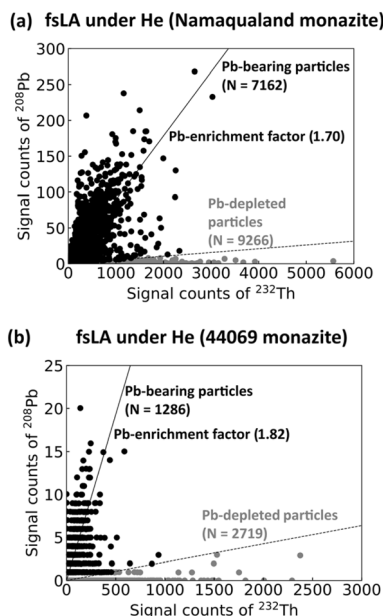 (a) fsLA under He (Namaqualand monazite)
300
250
200
150
100
50
0
Signal counts of ²⁰⁸Pb
Pb-bearing particles
(N = 7162)
Pb-enrichment factor (1.70)
Pb-depleted
particles
(N = 9266)
0 1000 2000 3000 4000 5000 6000
Signal counts of ²³²Th
(b) fsLA under He (44069 monazite)
25
20
15
10
5
0
Signal counts of ²⁰⁸Pb
Pb-bearing particles
(N = 1286)
Pb-enrichment factor (1.82)
Pb-depleted particles
(N = 2719)
0 500 1000 1500 2000 2500 3000
Signal counts of ²³²Th